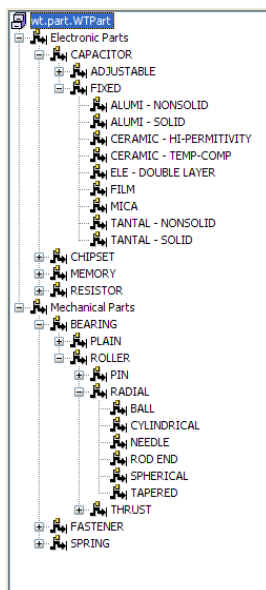 wt.part.WTPart
Electronic Parts
CAPACITOR
ADJUSTABLE
FIXED
ALUMI - NONSOLID
ALUMI - SOLID
CERAMIC - HI-PERMITIVITY
CERAMIC - TEMP-COMP
ELE - DOUBLE LAYER
FILM
MICA
TANTAL - NONSOLID
TANTAL - SOLID
CHIPSET
MEMORY
RESISTOR
Mechanical Parts
BEARING
PLAIN
ROLLER
PIN
RADIAL
BALL
CYLINDRICAL
NEEDLE
ROD END
SPHERICAL
TAPERED
THRUST
FASTENER
SPRING